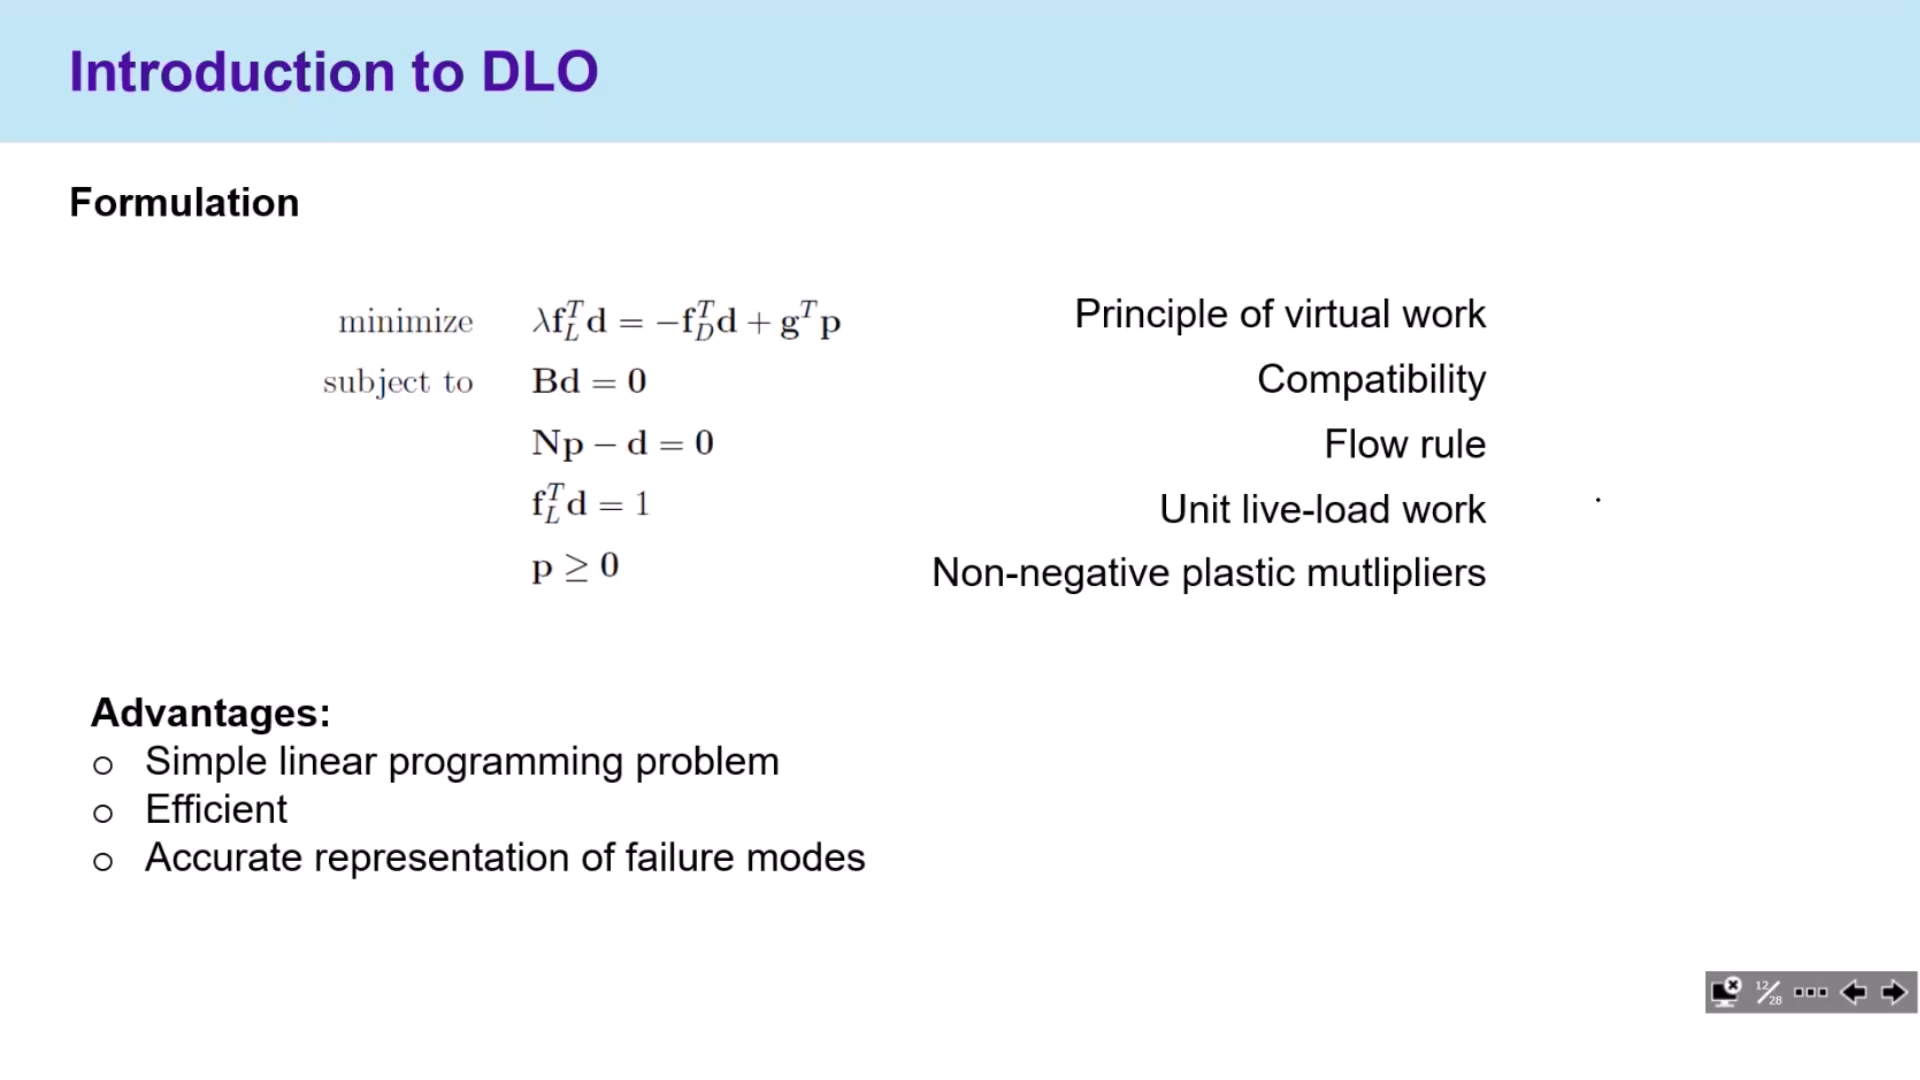 Introduction to DLO
Formulation
minimize λf_L^T d = −f_D^T d + g^T p Principle of virtual work
subject to Bd = 0 Compatibility
Np − d = 0 Flow rule
f_L^T d = 1 Unit live-load work
p ≥ 0 Non-negative plastic mutlipliers
Advantages:
○ Simple linear programming problem
○ Efficient
○ Accurate representation of failure modes
12/28